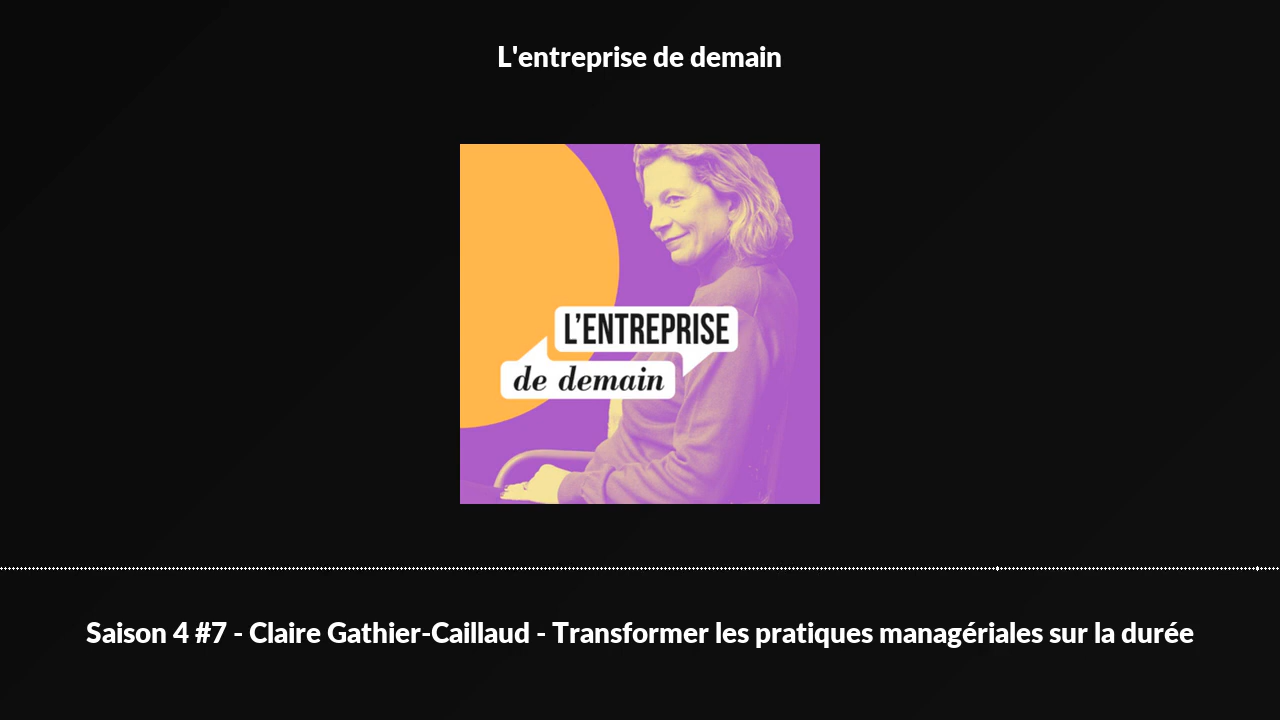 L'entreprise de demain
L'ENTREPRISE
de demain
Saison 4 #7 - Claire Gathier-Caillaud - Transformer les pratiques managériales sur la durée